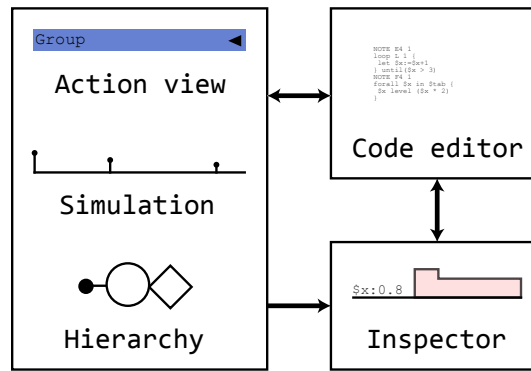 Group
Action view
Simulation
Hierarchy
NOTE E4 1
loop L 1 {
let $x:=$x+1
} until($x > 3)
NOTE F4 1
forall $x in $tab {
$x level ($x * 2)
}
Code editor
$x:0.8
Inspector